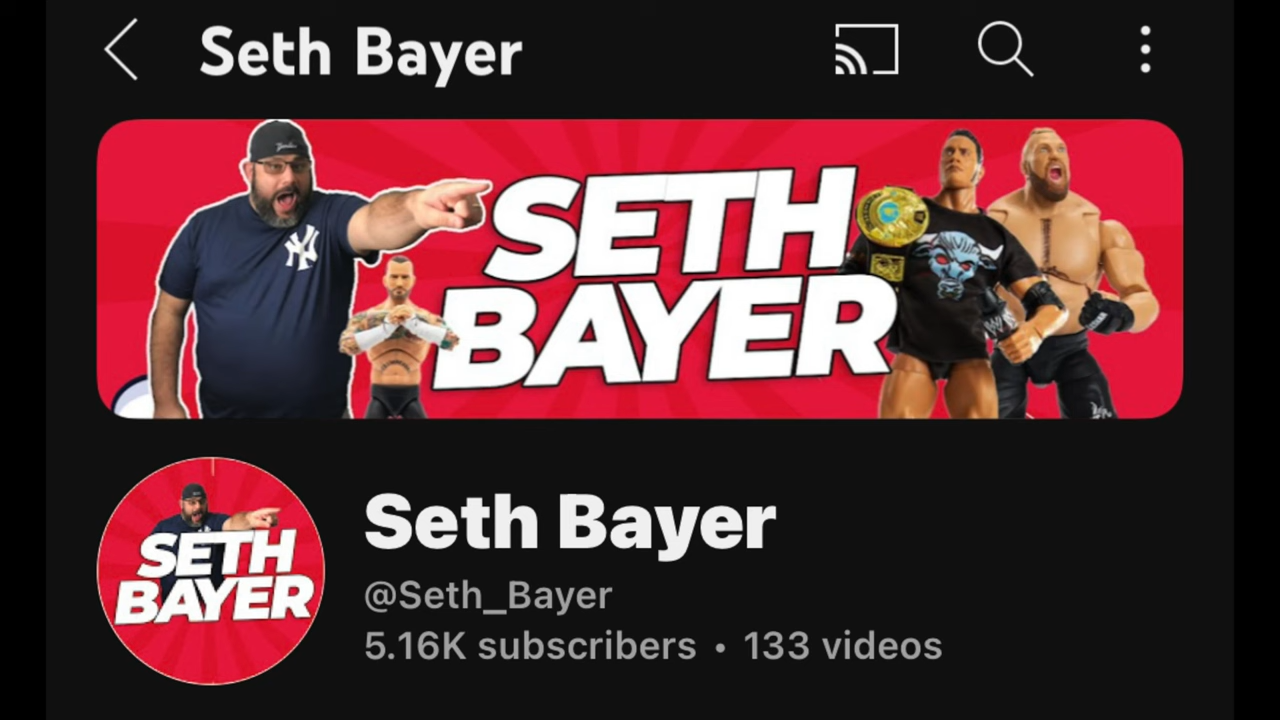 Seth Bayer
SETH
BAYER
SETH
BAYER
Seth Bayer
@Seth_Bayer
5.16K subscribers • 133 videos